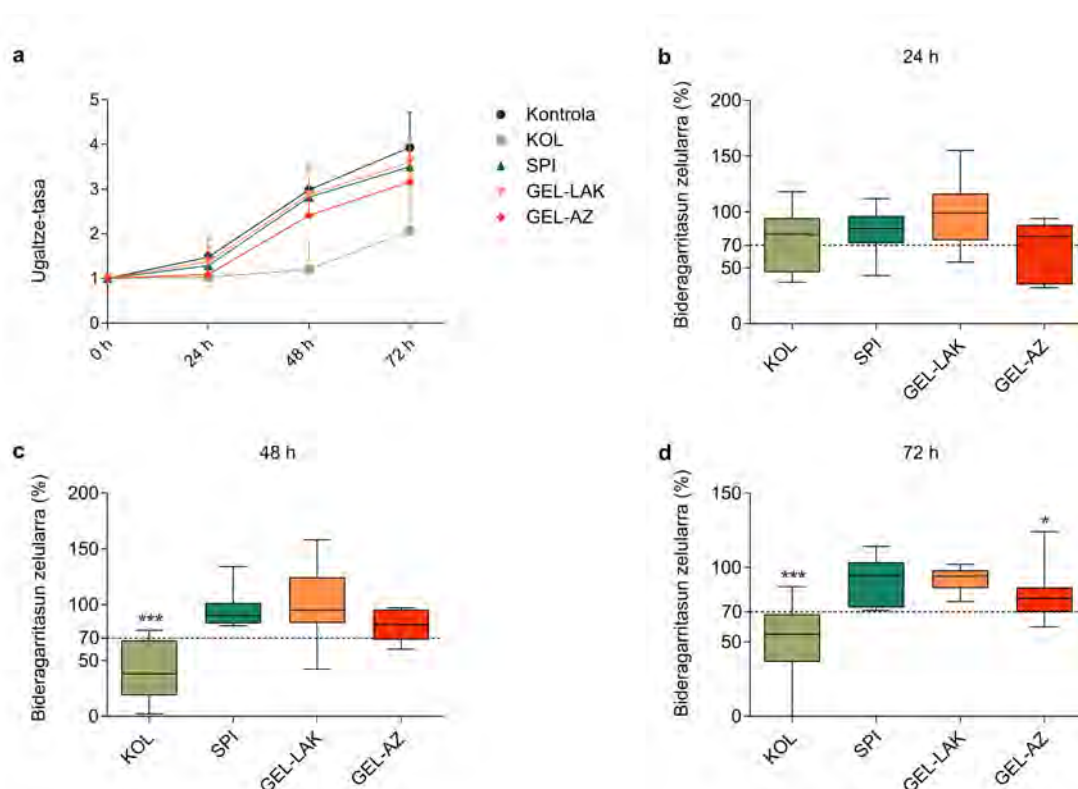 a
5
4
3
2
1
0
Ugaltze-tasa
0 h
24 h
48 h
72 h
Kontrola
KOL
SPI
GEL-LAK
GEL-AZ
b
24 h
Bideragarritasun zelularra (%)
200
150
100
70
50
0
KOL
SPI
GEL-LAK
GEL-AZ
c
48 h
Bideragarritasun zelularra (%)
200
150
100
70
50
0
***
KOL
SPI
GEL-LAK
GEL-AZ
d
72 h
Bideragarritasun zelularra (%)
150
100
70
50
0
***
*
KOL
SPI
GEL-LAK
GEL-AZ